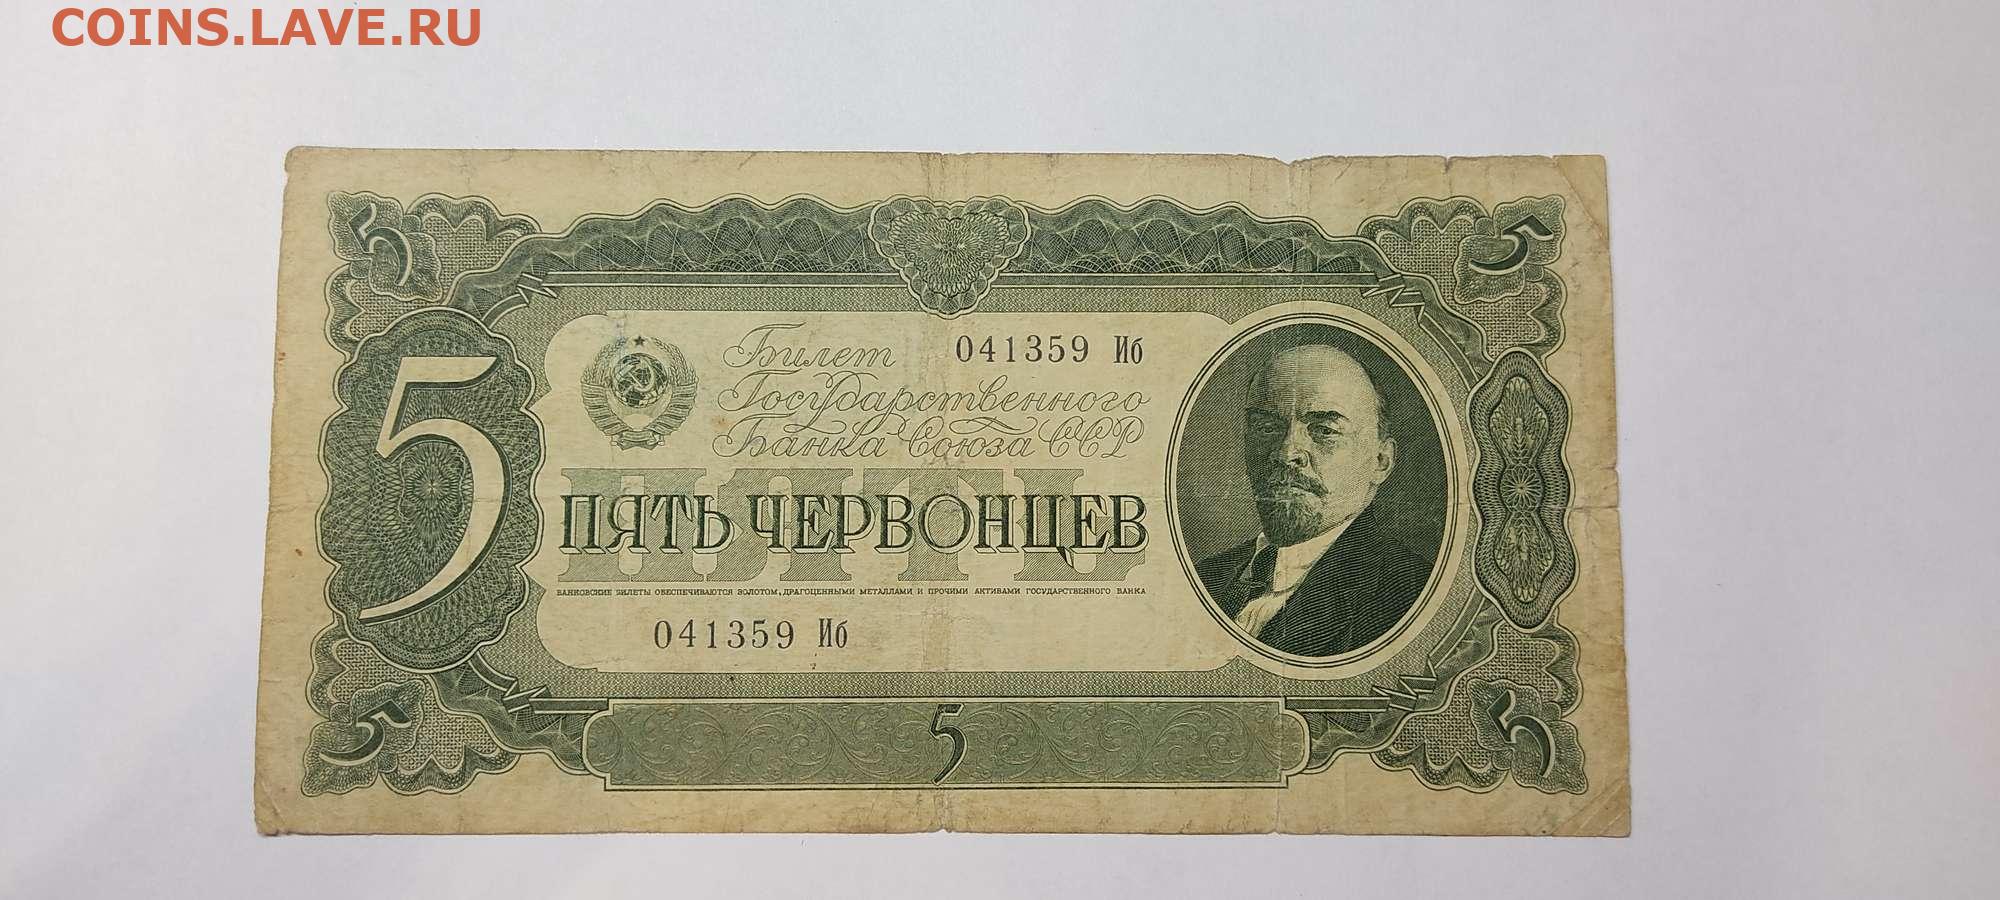 COINS.LAVE.RU
5 5
Билет 041359 Иб
Государственного
Банка Союза ССР
5
ПЯТЬ
ПЯТЬ ЧЕРВОНЦЕВ
БАНКОВСКИЕ БИЛЕТЫ ОБЕСПЕЧИВАЮТСЯ ЗОЛОТОМ, ДРАГОЦЕННЫМИ МЕТАЛЛАМИ И ПРОЧИМИ АКТИВАМИ ГОСУДАРСТВЕННОГО БАНКА
041359 Иб
5 5 5